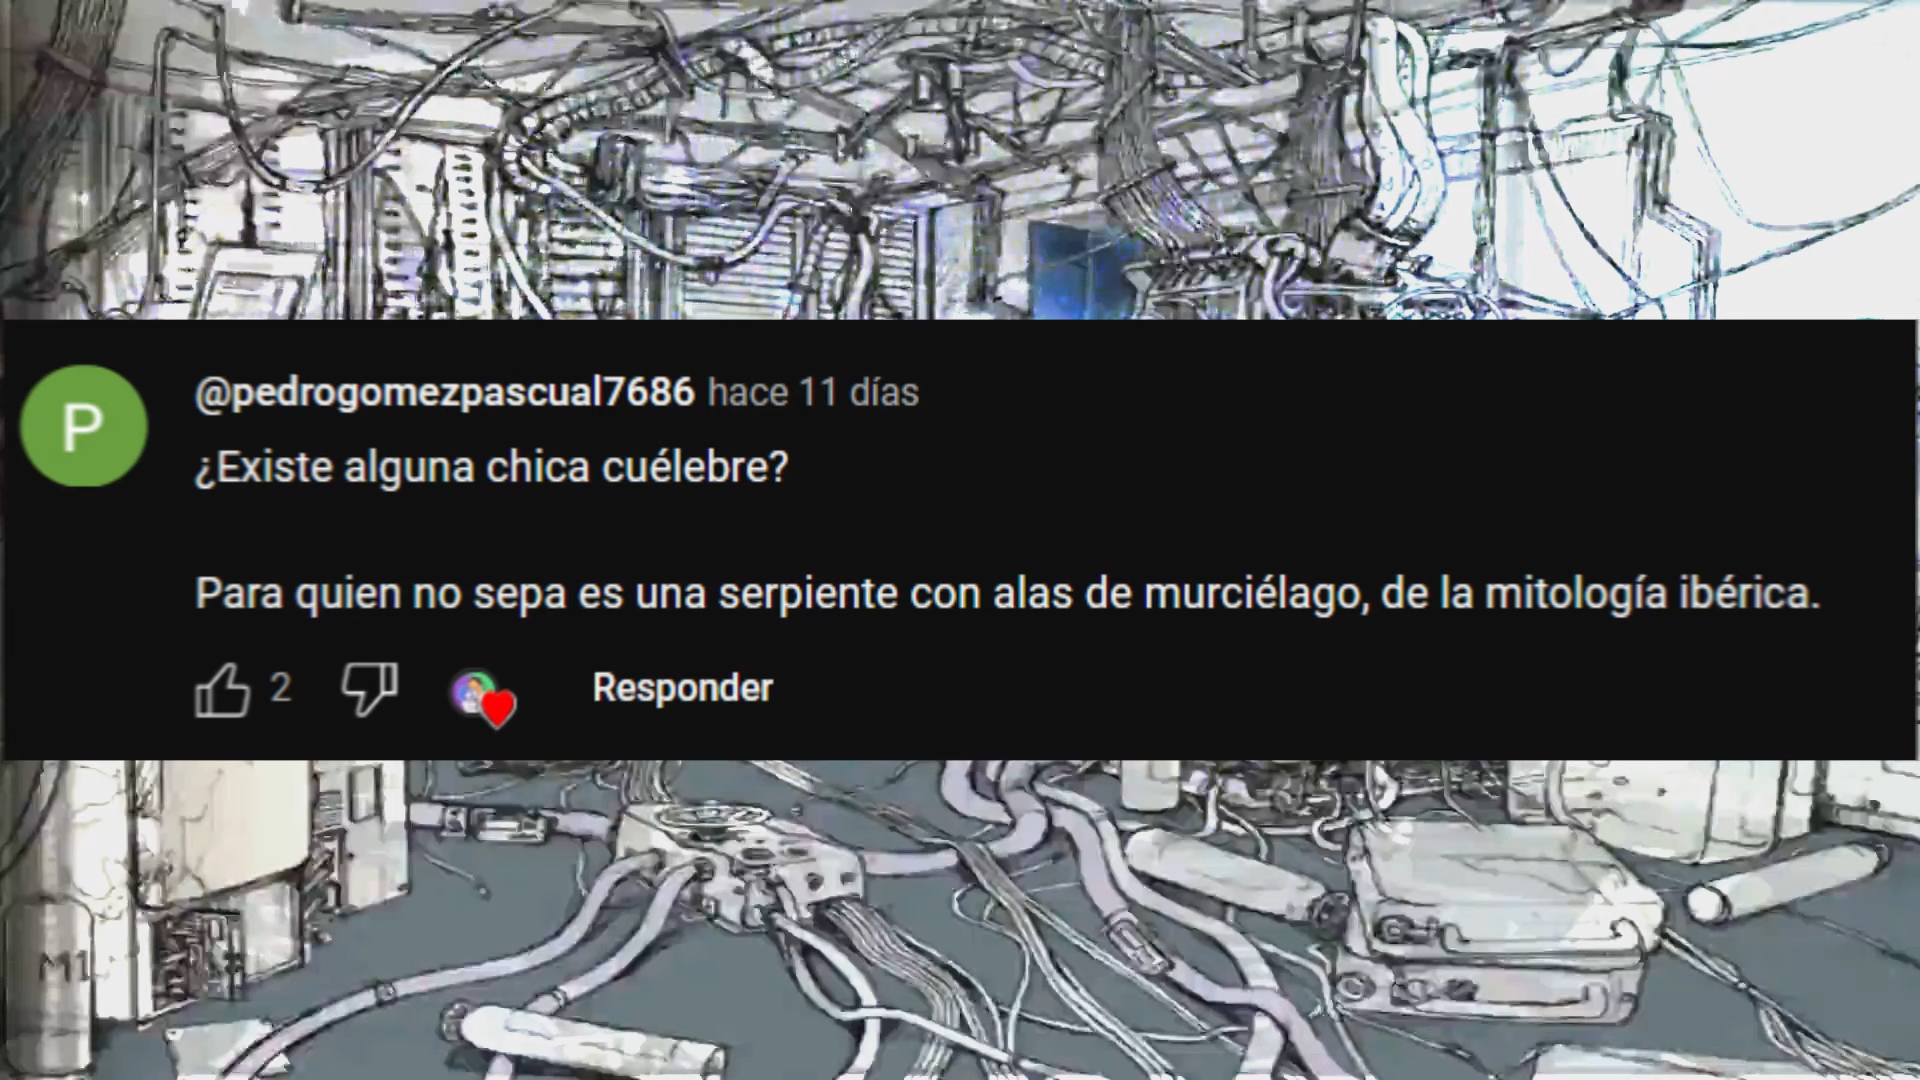 P
@pedrogomezpascual7686 hace 11 días
¿Existe alguna chica cuélebre?
Para quien no sepa es una serpiente con alas de murciélago, de la mitología ibérica.
2 Responder
M1